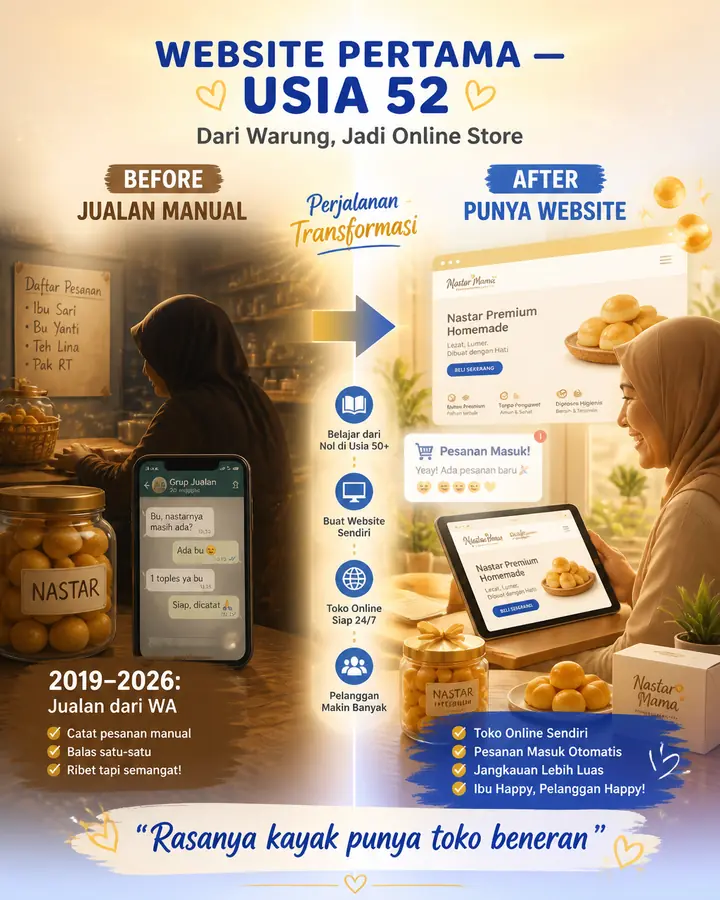 WEBSITE PERTAMA —
USIA 52
Dari Warung, Jadi Online Store
BEFORE
JUALAN MANUAL
Perjalanan
Transformasi
AFTER
PUNYA WEBSITE
Daftar Pesanan
• Ibu Sari
• Bu Yanti
• Teh Lina
• Pak RT
Grup Jualan
Bu, nastarnya
masih ada?
Ada bu 😄
1 toples ya bu
Siap, dicatat 🙏
NASTAR
2019–2026:
Jualan dari WA
Catat pesanan manual
Balas satu-satu
Ribet tapi semangat!
Belajar dari
Nol di Usia 50+
Buat Website
Sendiri
Toko Online
Siap 24/7
Pelanggan
Makin Banyak
Nastar Mama
Nastar Premium
Homemade
Lezat, Lumer,
Dibuat dengan Hati
BELI SEKARANG
Pesanan Masuk!
1
Yeay! Ada pesanan baru 🎉
Nastar Premium
Homemade
Lezat, Lumer,
Dibuat dengan Hati
BELI SEKARANG
NASTAR
Nastar
Mama
Toko Online Sendiri
Pesanan Masuk Otomatis
Jangkauan Lebih Luas
Ibu Happy, Pelanggan Happy!
“Rasanya kayak punya toko beneran”